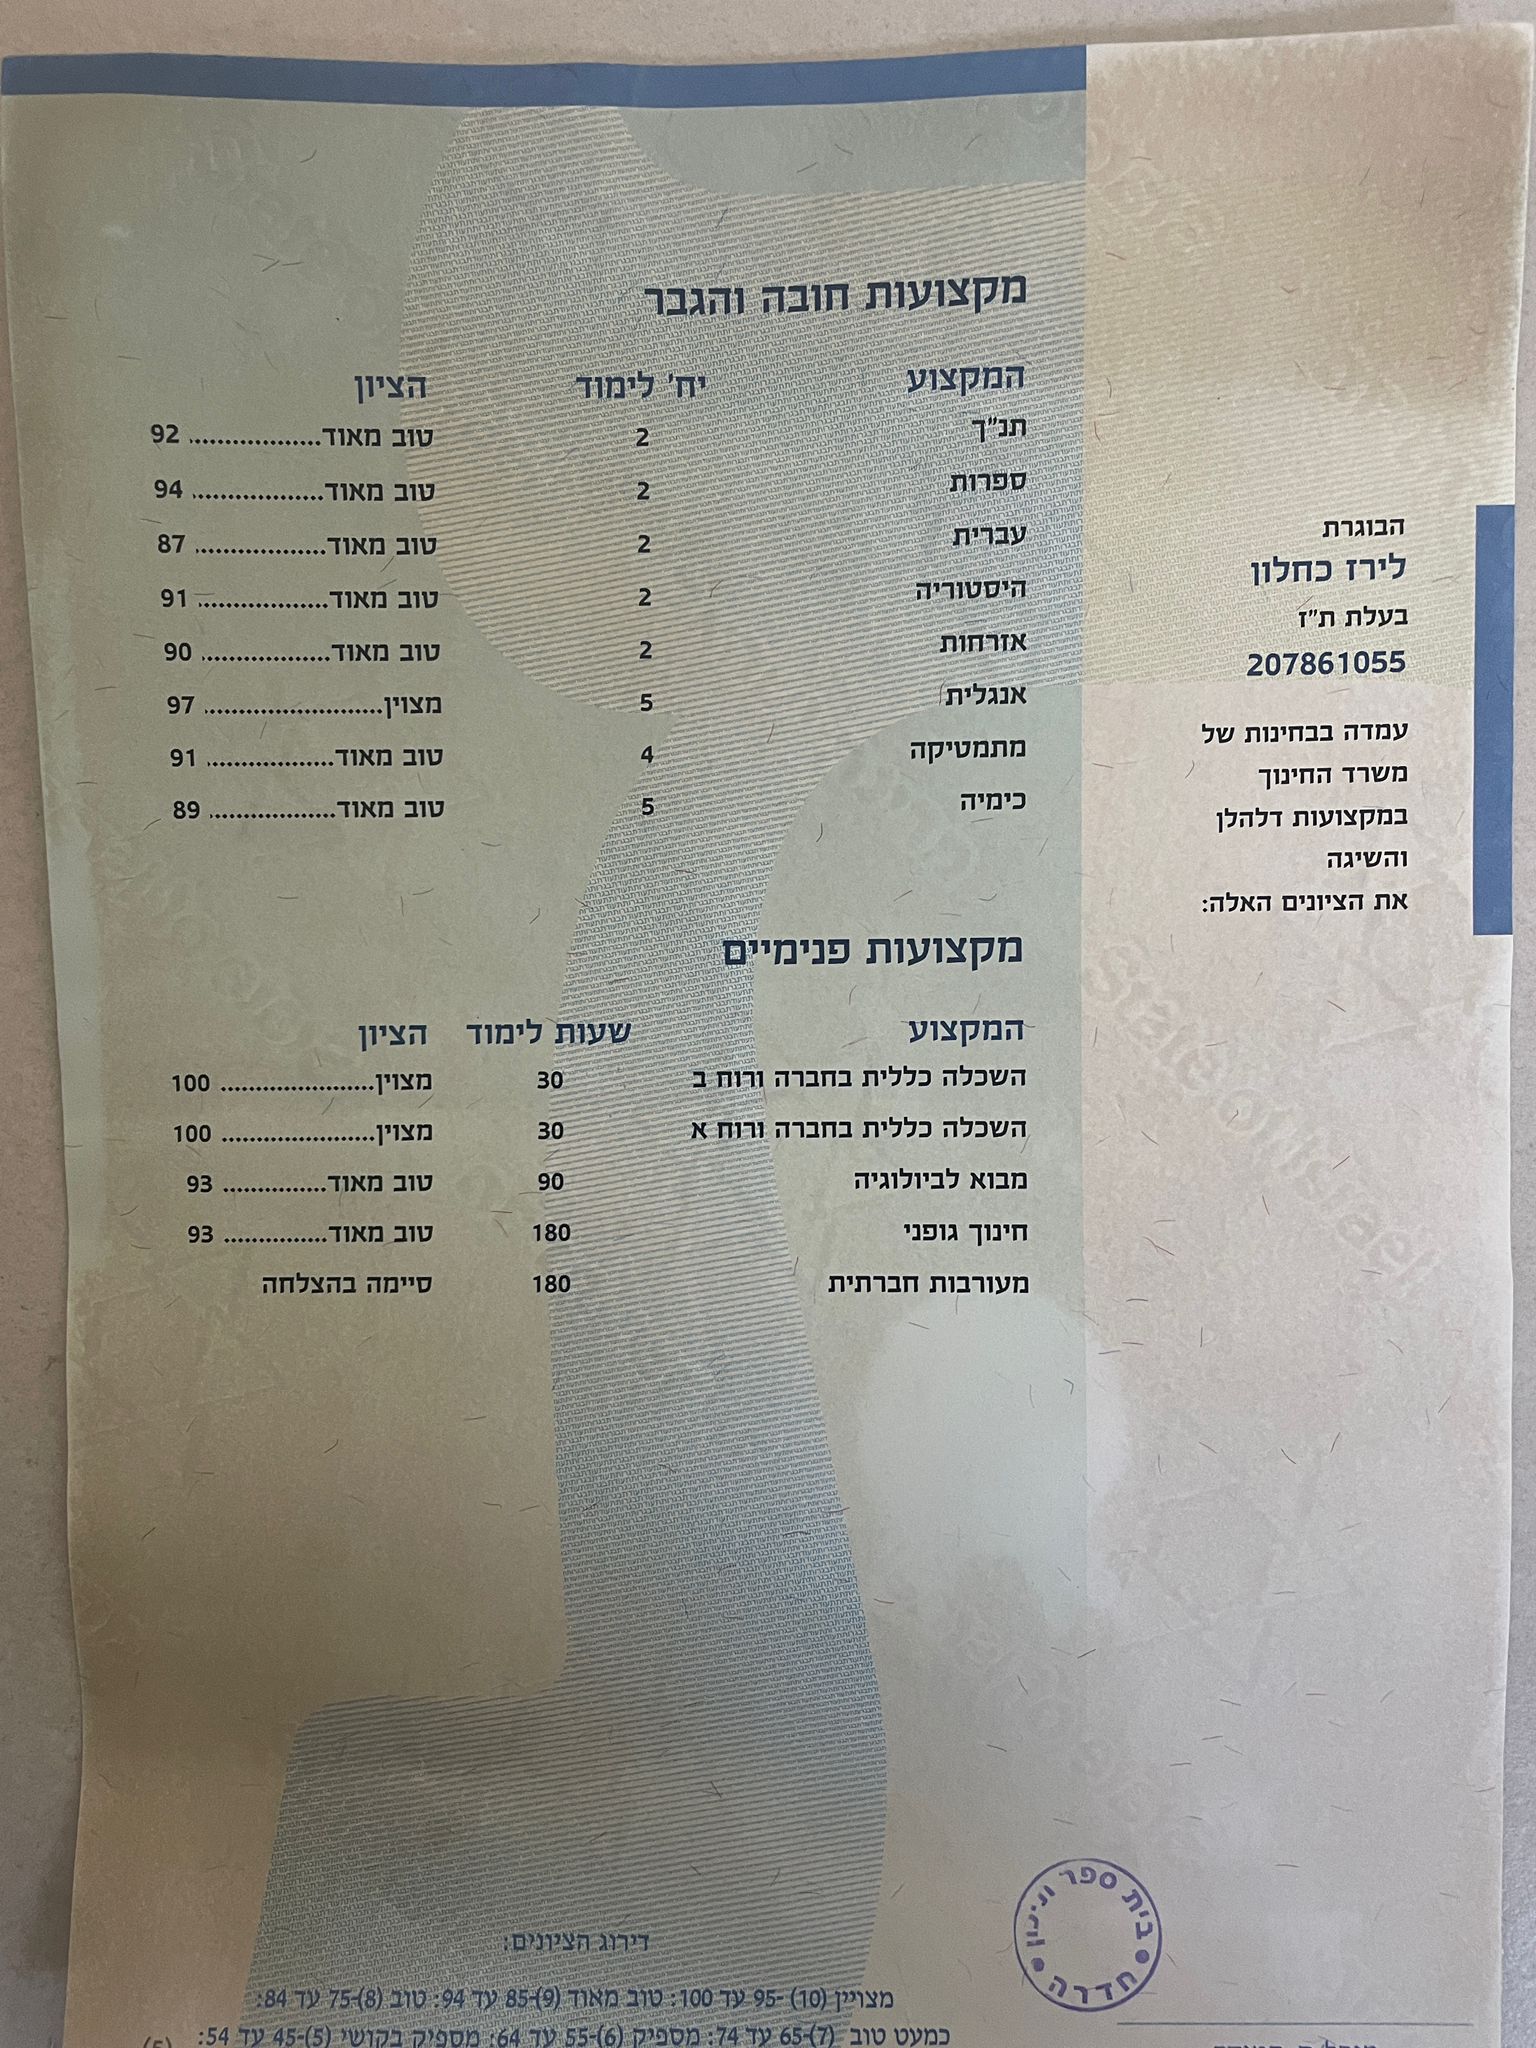 מקצועות חובה והגבר
המקצוע יח' לימוד הציון
תנ"ך 2 טוב מאוד.................. 92
ספרות 2 טוב מאוד.................. 94
עברית 2 טוב מאוד.................. 87
היסטוריה 2 טוב מאוד.................. 91
אזרחות 2 טוב מאוד.................. 90
אנגלית 5 מצוין........................ 97
מתמטיקה 4 טוב מאוד.................. 91
כימיה 5 טוב מאוד.................. 89
הבוגרת
לירז כחלון
בעלת ת"ז
207861055
עמדה בבחינות של
משרד החינוך
במקצועות דלהלן
והשיגה
את הציונים האלה:
מקצועות פנימיים
המקצוע שעות לימוד הציון
השכלה כללית בחברה ורוח ב 30 מצוין...................... 100
השכלה כללית בחברה ורוח א 30 מצוין...................... 100
מבוא לביולוגיה 90 טוב מאוד............... 93
חינוך גופני 180 טוב מאוד............... 93
מעורבות חברתית 180 סיימה בהצלחה
בית ספר
חדרה
דירוג הציונים:
מצויין (10) -95 עד 100: טוב מאוד (9)-85 עד 94: טוב (8)-75 עד 84:
כמעט טוב (7)-65 עד 74: מספיק (6)-55 עד 64: מספיק בקושי (5)-45 עד 54: